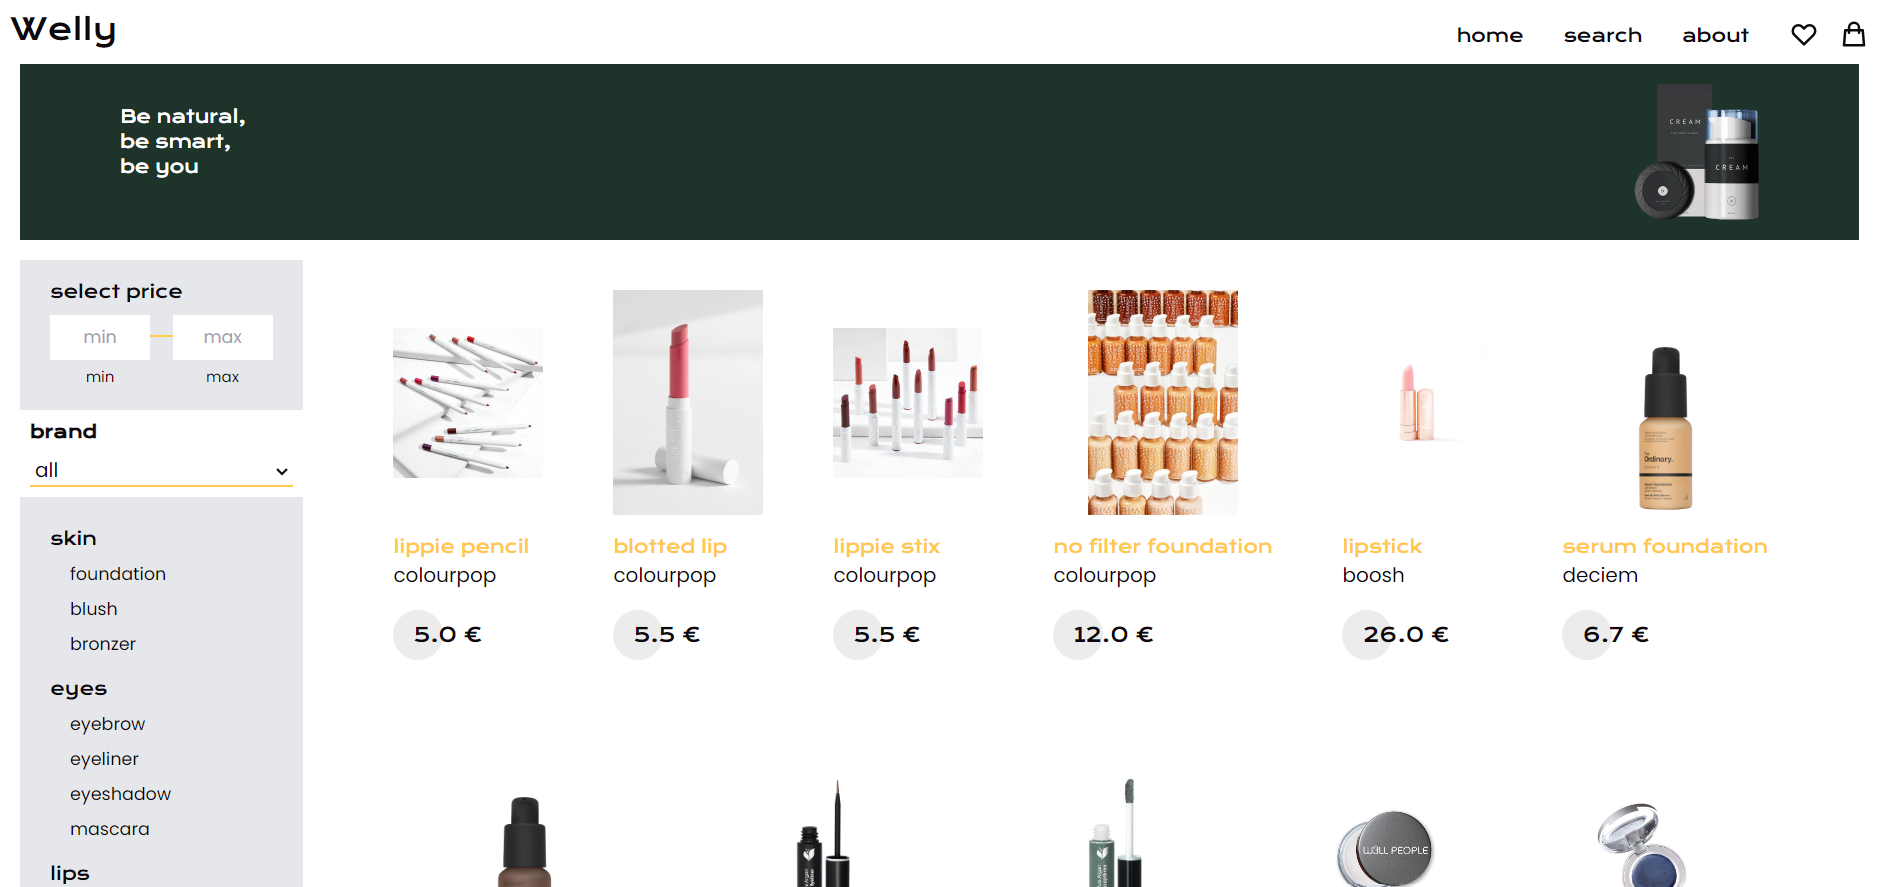 Welly
home
search
about
Be natural,
be smart,
be you
CREAM
CREAM
select price
min
max
min
max
brand
all
skin
foundation
blush
bronzer
eyes
eyebrow
eyeliner
eyeshadow
mascara
lips
Ordinary.
lippie pencil
colourpop
5.0 €
blotted lip
colourpop
5.5 €
lippie stix
colourpop
5.5 €
no filter foundation
colourpop
12.0 €
lipstick
boosh
26.0 €
serum foundation
deciem
6.7 €
W3LL PEOPLE